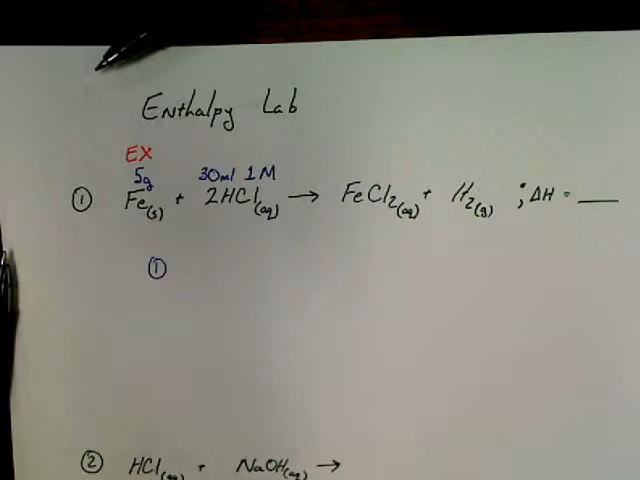 Enthalpy Lab
EX
5g 30ml 1M
① Fe(s) + 2HCl(aq) → FeCl2(aq) + H2(g) ; ΔH = ___
①
② HCl(aq) + NaOH(aq) →